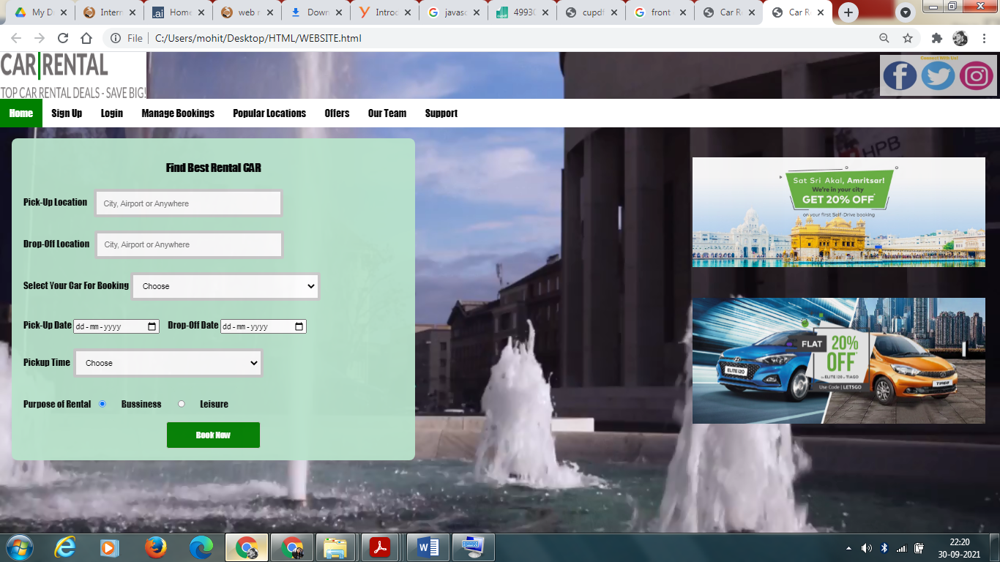 My D
Intern
Home
web r
Down
Introc
javasc
49930
cupdf
front
Car R
Car R
File
C:/Users/mohit/Desktop/HTML/WEBSITE.html
CAR RENTAL
TOP CAR RENTAL DEALS - SAVE BIG!
Connect With Us!
Home Sign Up Login Manage Bookings Popular Locations Offers Our Team Support
HPB
Find Best Rental CAR
Pick-Up Location City, Airport or Anywhere
Drop-Off Location City, Airport or Anywhere
Select Your Car For Booking Choose
Pick-Up Date dd-mm-yyyy Drop-Off Date dd-mm-yyyy
Pickup Time Choose
Purpose of Rental Bussiness Leisure
Book Now
Sat Sri Akal, Amritsar!
We're in your city
GET 20% OFF*
on your first Self-Drive booking
FLAT 20% OFF*
on ELITE i20 & TIAGO
Use Code | LETSGO
ELITE i20
TIAGO
22:20
30-09-2021